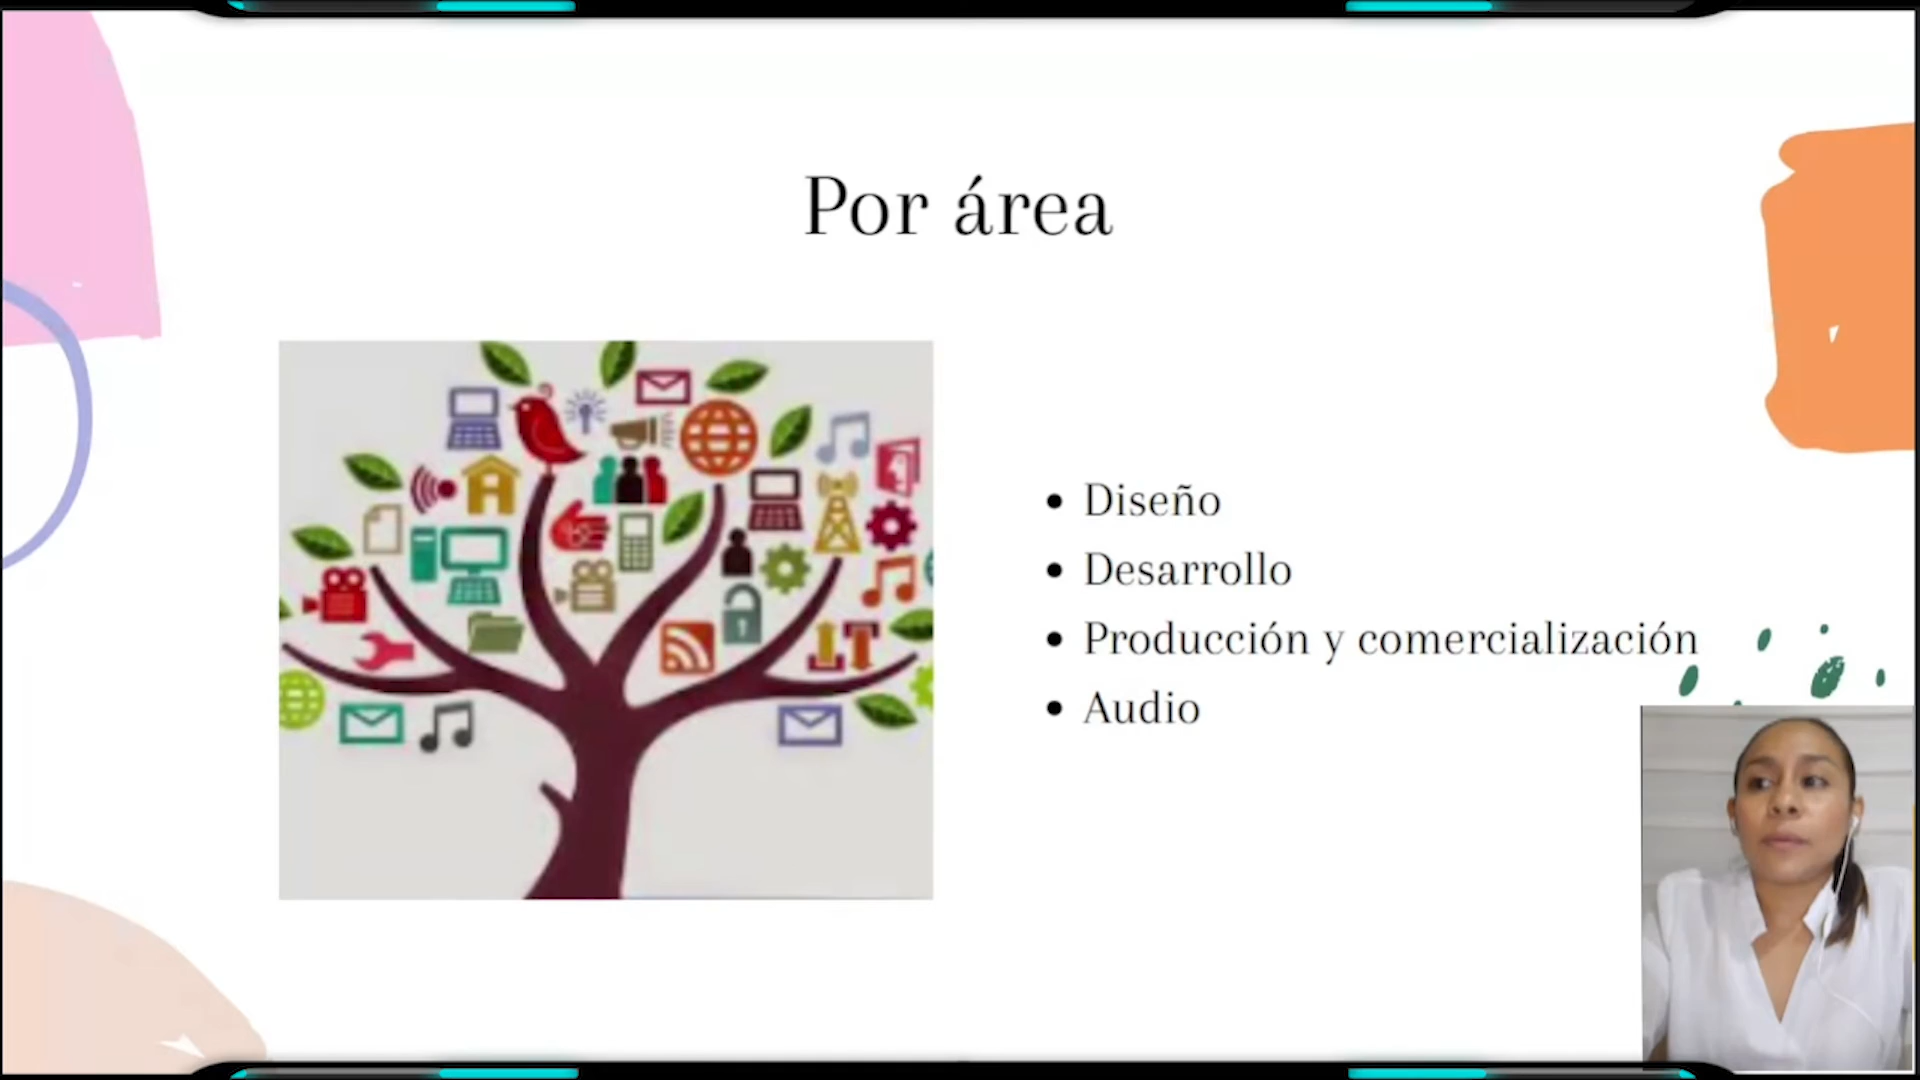 Por área
Diseño
Desarrollo
Producción y comercialización
Audio